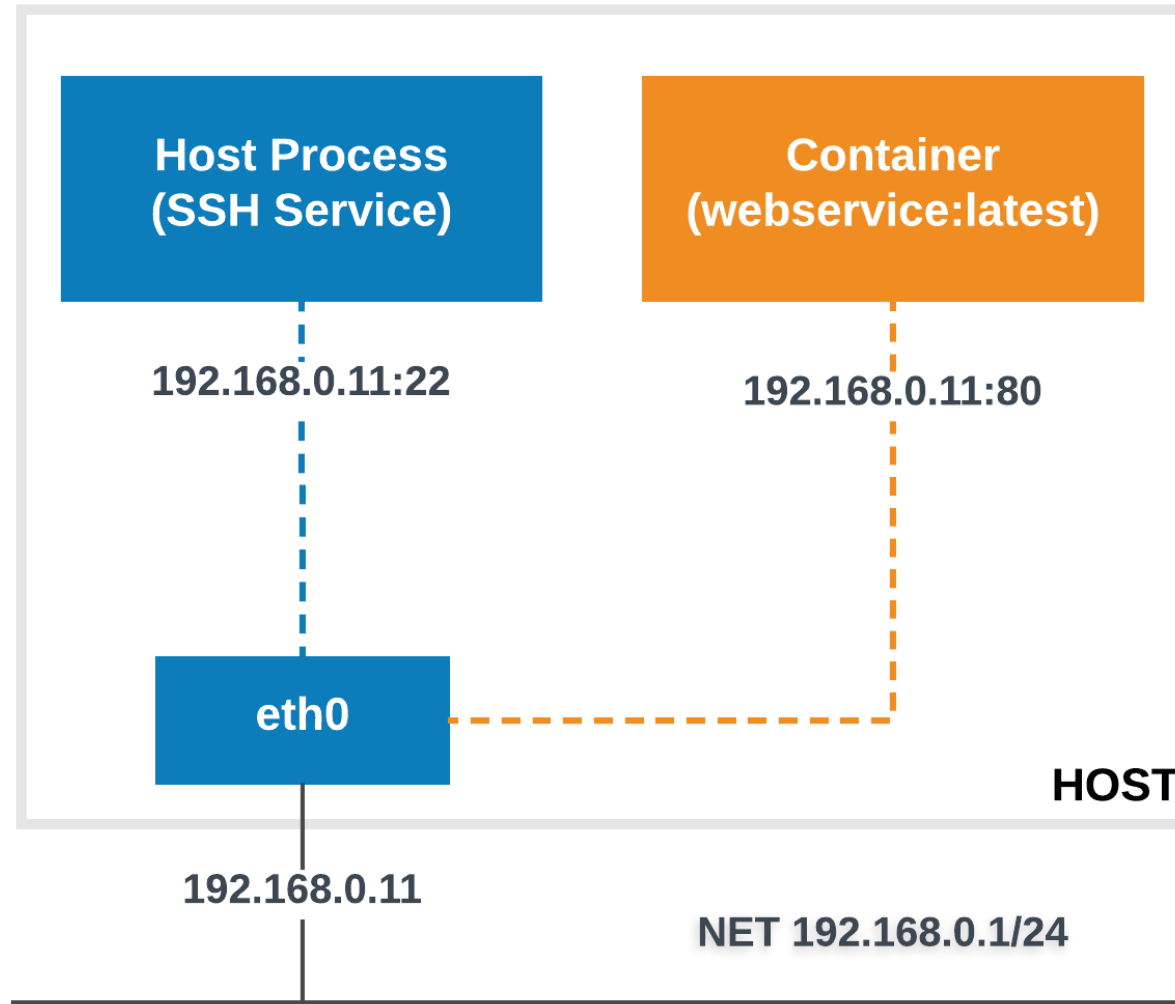 Host Process
(SSH Service)
Container
(webservice:latest)
192.168.0.11:22
192.168.0.11:80
eth0
HOST
192.168.0.11
NET 192.168.0.1/24